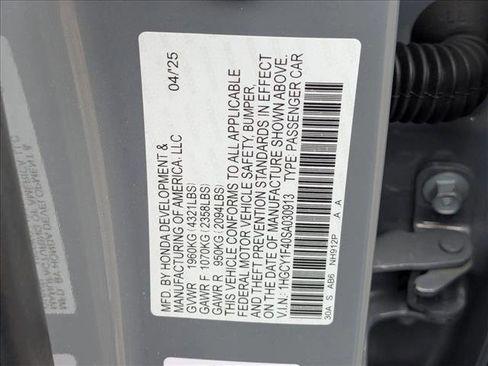 MFD. BY HONDA DEVELOPMENT & 04/25
MANUFACTURING OF AMERICA, LLC
GVWR 1960KG(4321LBS)
GAWR F 1070KG(2358LBS)
GAWR R 950KG(2094LBS)
THIS VEHICLE CONFORMS TO ALL APPLICABLE
FEDERAL MOTOR VEHICLE SAFETY, BUMPER,
AND THEFT PREVENTION STANDARDS IN EFFECT
ON THE DATE OF MANUFACTURE SHOWN ABOVE.
V.I.N: 1HGCY1F40SA030913 TYPE:PASSENGER CAR
30A S AB6 NH912P A A